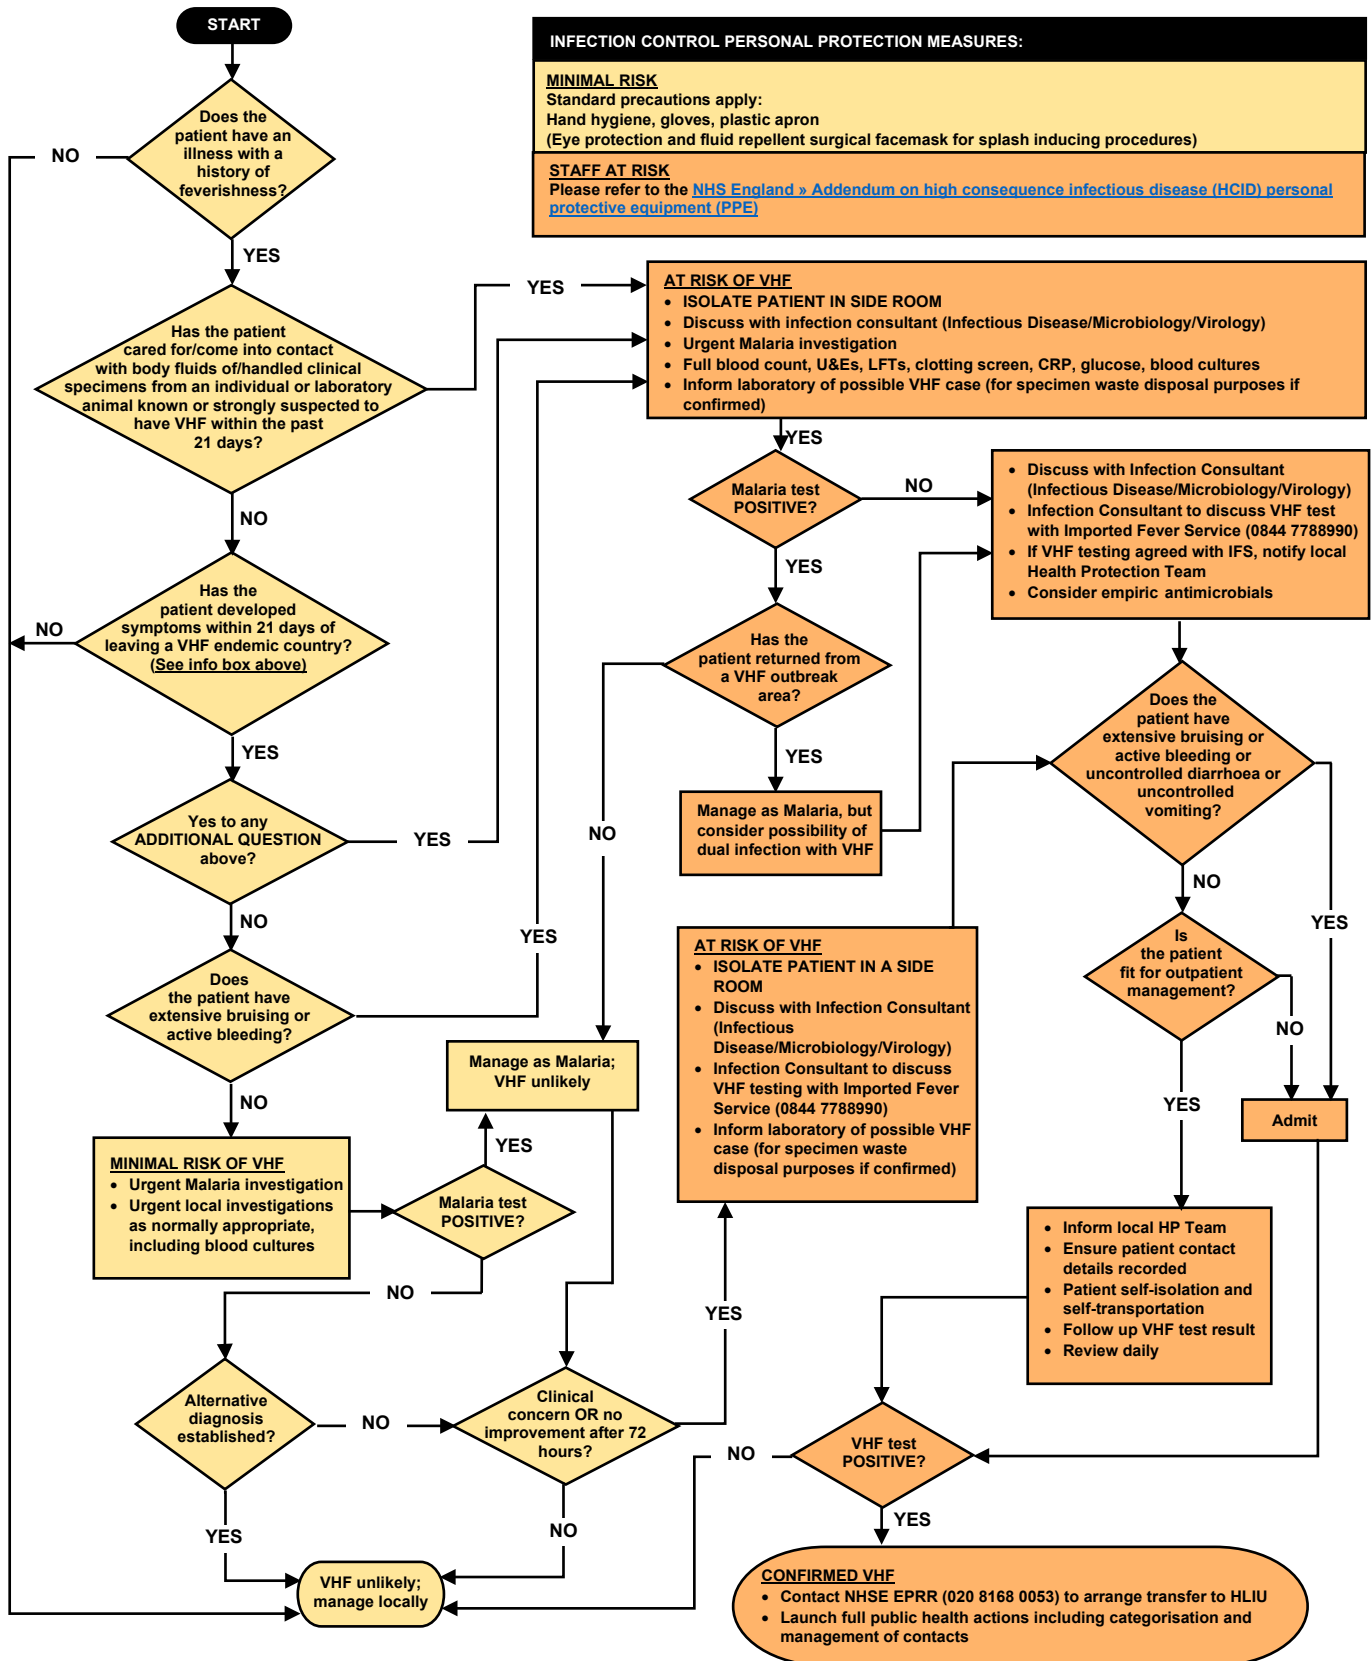 START
INFECTION CONTROL PERSONAL PROTECTION MEASURES:
MINIMAL RISK
Standard precautions apply:
Hand hygiene, gloves, plastic apron
(Eye protection and fluid repellent surgical facemask for splash inducing procedures)
STAFF AT RISK
Please refer to the NHS England » Addendum on high consequence infectious disease (HCID) personal
protective equipment (PPE)
Does the
patient have an
illness with a
history of
feverishness?
NO
YES
Has the patient
cared for/come into contact
with body fluids of/handled clinical
specimens from an individual or laboratory
animal known or strongly suspected to
have VHF within the past
21 days?
YES
NO
AT RISK OF VHF
• ISOLATE PATIENT IN SIDE ROOM
• Discuss with infection consultant (Infectious Disease/Microbiology/Virology)
• Urgent Malaria investigation
• Full blood count, U&Es, LFTs, clotting screen, CRP, glucose, blood cultures
• Inform laboratory of possible VHF case (for specimen waste disposal purposes if
confirmed)
YES
Malaria test
POSITIVE?
NO
YES
• Discuss with Infection Consultant
(Infectious Disease/Microbiology/Virology)
• Infection Consultant to discuss VHF test
with Imported Fever Service (0844 7788990)
• If VHF testing agreed with IFS, notify local
Health Protection Team
• Consider empiric antimicrobials
Has the
patient developed
symptoms within 21 days of
leaving a VHF endemic country?
(See info box above)
NO
YES
Has the
patient returned from
a VHF outbreak
area?
NO
YES
Does the
patient have
extensive bruising or
active bleeding or
uncontrolled diarrhoea or
uncontrolled
vomiting?
NO
YES
Yes to any
ADDITIONAL QUESTION
above?
YES
NO
Manage as Malaria, but
consider possibility of
dual infection with VHF
Does
the patient have
extensive bruising or
active bleeding?
YES
NO
AT RISK OF VHF
• ISOLATE PATIENT IN A SIDE
ROOM
• Discuss with Infection Consultant
(Infectious
Disease/Microbiology/Virology)
• Infection Consultant to discuss
VHF testing with Imported Fever
Service (0844 7788990)
• Inform laboratory of possible VHF
case (for specimen waste
disposal purposes if confirmed)
Is
the patient
fit for outpatient
management?
NO
YES
Admit
Manage as Malaria;
VHF unlikely
MINIMAL RISK OF VHF
• Urgent Malaria investigation
• Urgent local investigations
as normally appropriate,
including blood cultures
Malaria test
POSITIVE?
YES
NO
• Inform local HP Team
• Ensure patient contact
details recorded
• Patient self-isolation and
self-transportation
• Follow up VHF test result
• Review daily
Alternative
diagnosis
established?
NO
YES
Clinical
concern OR no
improvement after 72
hours?
YES
NO
VHF test
POSITIVE?
NO
YES
VHF unlikely;
manage locally
CONFIRMED VHF
• Contact NHSE EPRR (020 8168 0053) to arrange transfer to HLIU
• Launch full public health actions including categorisation and
management of contacts